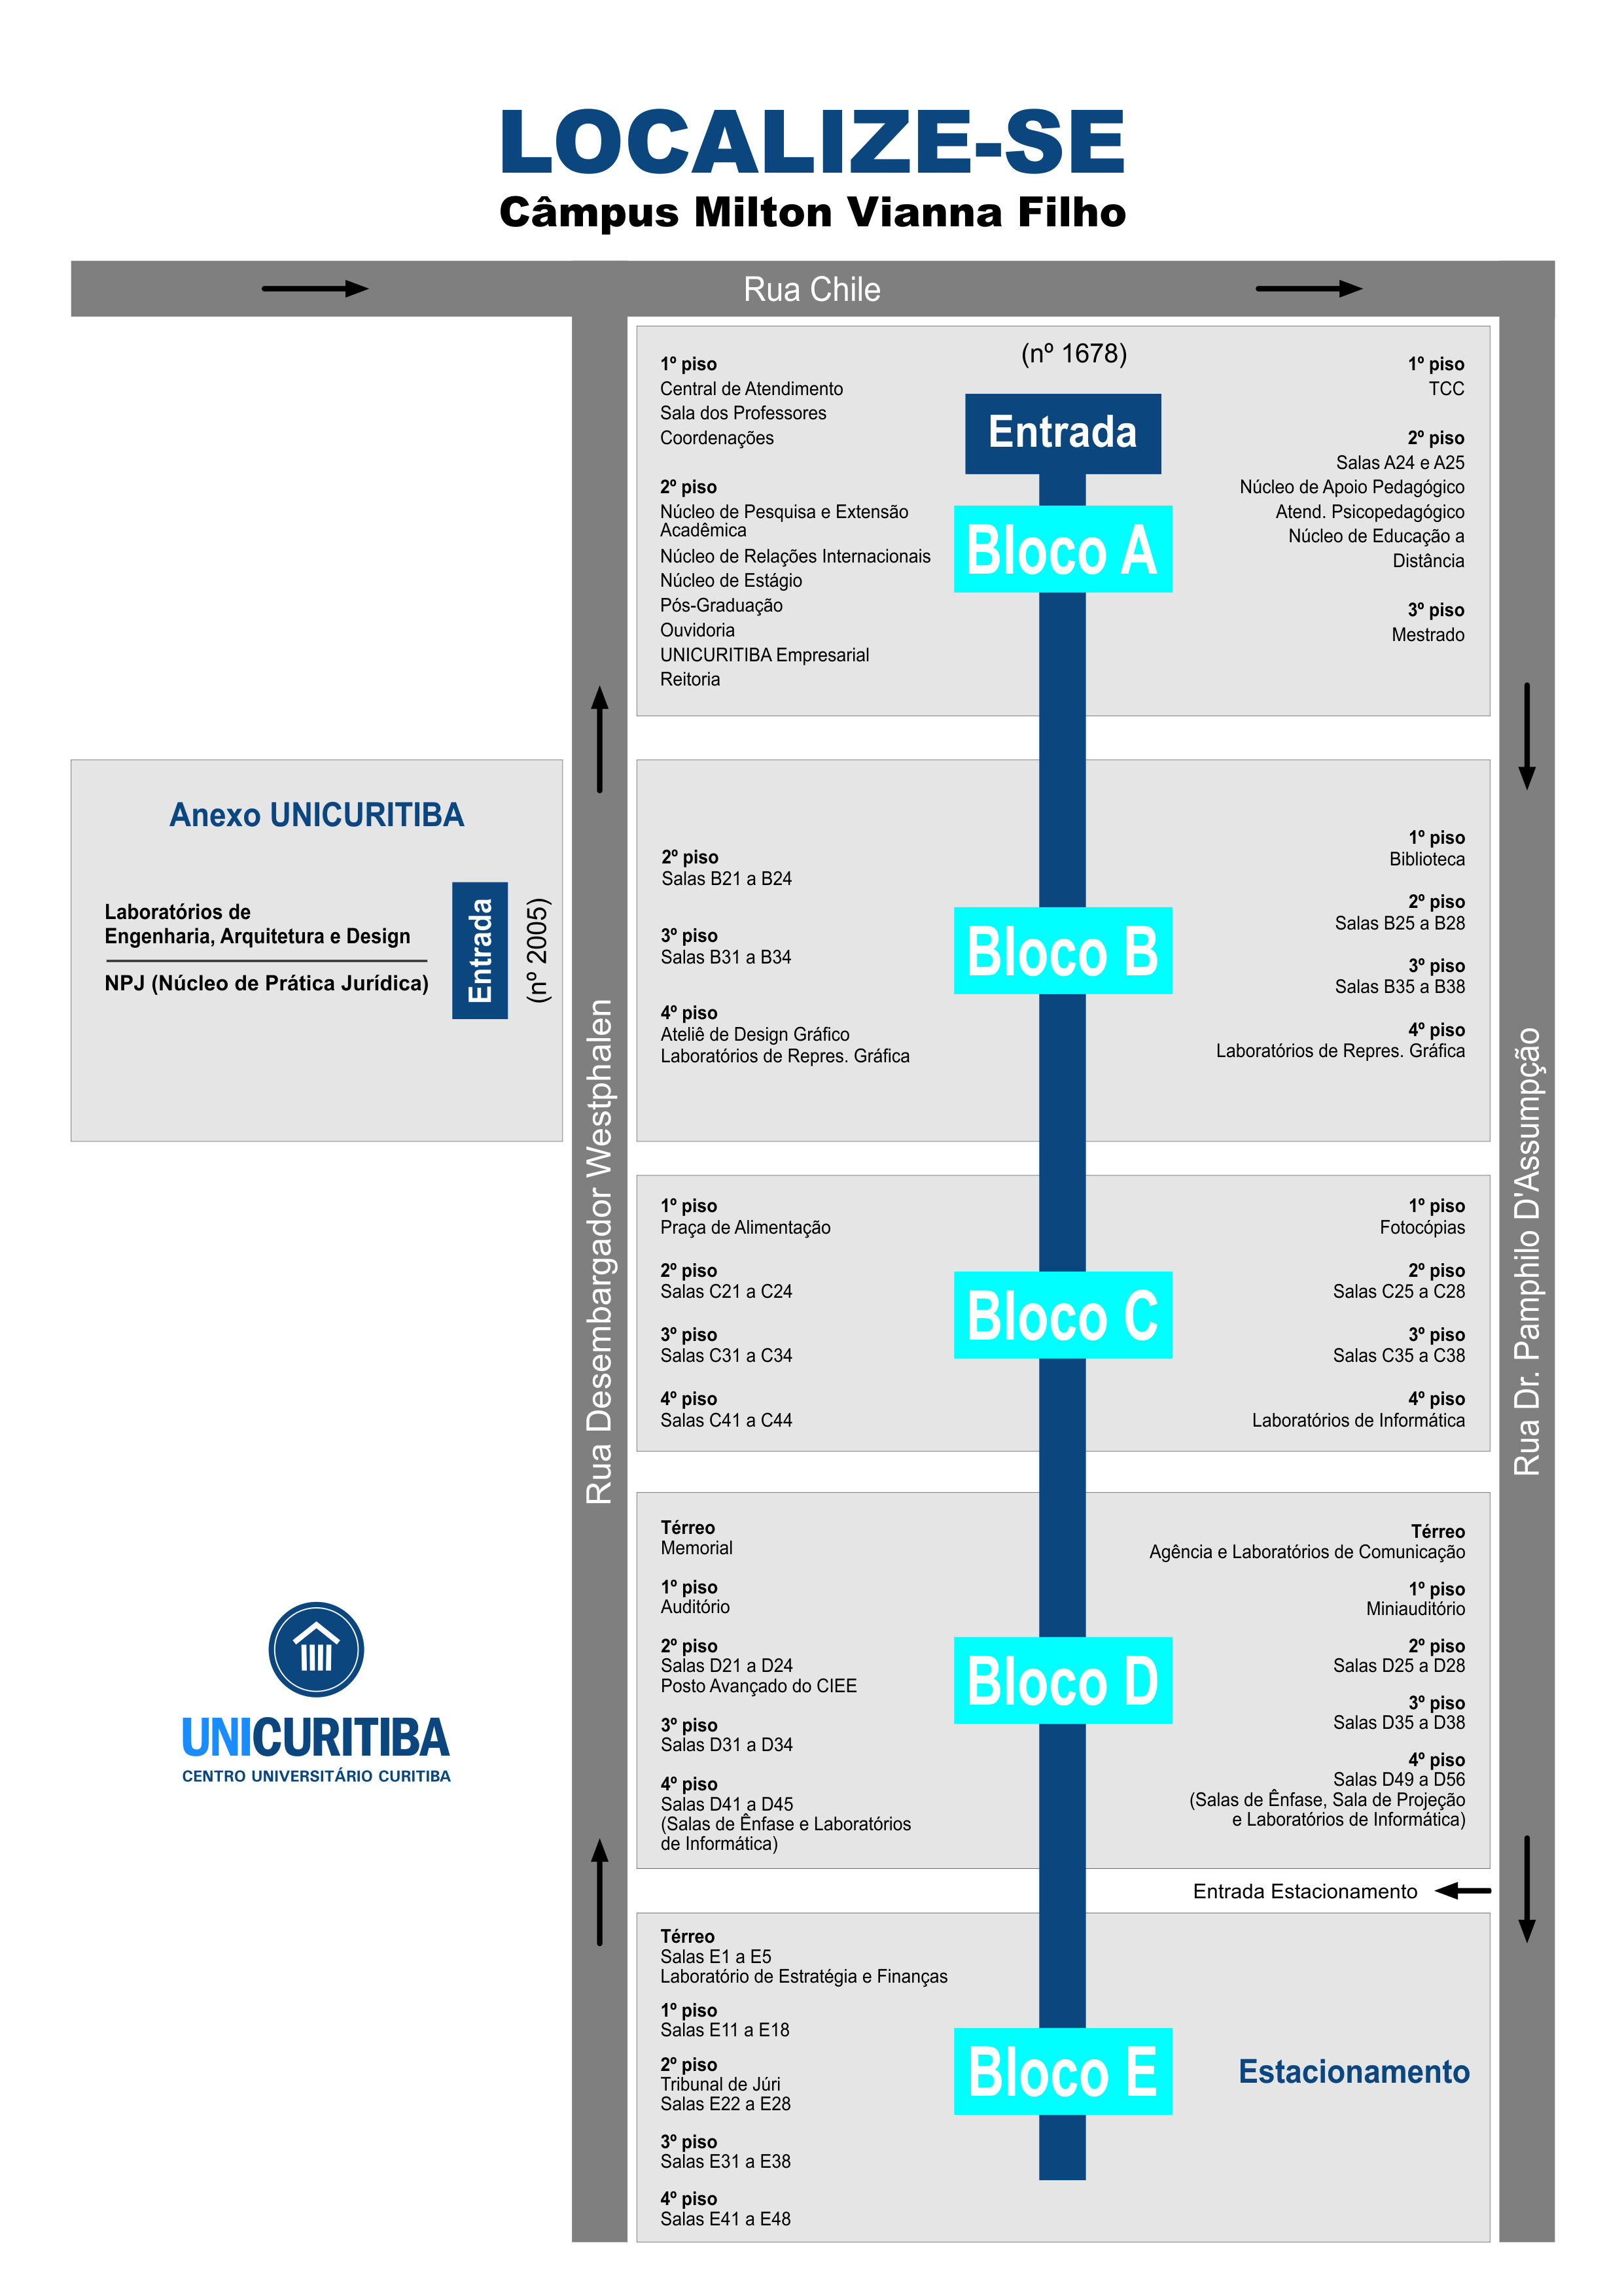 LOCALIZE-SE
Câmpus Milton Vianna Filho
Rua Chile
(nº 1678)
Entrada
Bloco A
1º piso
Central de Atendimento
Sala dos Professores
Coordenações
2º piso
Núcleo de Pesquisa e Extensão
Acadêmica
Núcleo de Relações Internacionais
Núcleo de Estágio
Pós-Graduação
Ouvidoria
UNICURITIBA Empresarial
Reitoria
1º piso
TCC
2º piso
Salas A24 e A25
Núcleo de Apoio Pedagógico
Atend. Psicopedagógico
Núcleo de Educação a
Distância
3º piso
Mestrado
Anexo UNICURITIBA
Laboratórios de
Engenharia, Arquitetura e Design
NPJ (Núcleo de Prática Jurídica)
Entrada
(nº 2005)
Rua Desembargador Westphalen
2º piso
Salas B21 a B24
3º piso
Salas B31 a B34
4º piso
Ateliê de Design Gráfico
Laboratórios de Repres. Gráfica
Bloco B
1º piso
Biblioteca
2º piso
Salas B25 a B28
3º piso
Salas B35 a B38
4º piso
Laboratórios de Repres. Gráfica
Rua Dr. Pamphilo D'Assumpção
1º piso
Praça de Alimentação
2º piso
Salas C21 a C24
3º piso
Salas C31 a C34
4º piso
Salas C41 a C44
Bloco C
1º piso
Fotocópias
2º piso
Salas C25 a C28
3º piso
Salas C35 a C38
4º piso
Laboratórios de Informática
Térreo
Memorial
1º piso
Auditório
2º piso
Salas D21 a D24
Posto Avançado do CIEE
3º piso
Salas D31 a D34
4º piso
Salas D41 a D45
(Salas de Ênfase e Laboratórios
de Informática)
Bloco D
Térreo
Agência e Laboratórios de Comunicação
1º piso
Miniauditório
2º piso
Salas D25 a D28
3º piso
Salas D35 a D38
4º piso
Salas D49 a D56
(Salas de Ênfase, Sala de Projeção
e Laboratórios de Informática)
UNICURITIBA
CENTRO UNIVERSITÁRIO CURITIBA
Entrada Estacionamento
Térreo
Salas E1 a E5
Laboratório de Estratégia e Finanças
1º piso
Salas E11 a E18
2º piso
Tribunal de Júri
Salas E22 a E28
3º piso
Salas E31 a E38
4º piso
Salas E41 a E48
Bloco E
Estacionamento